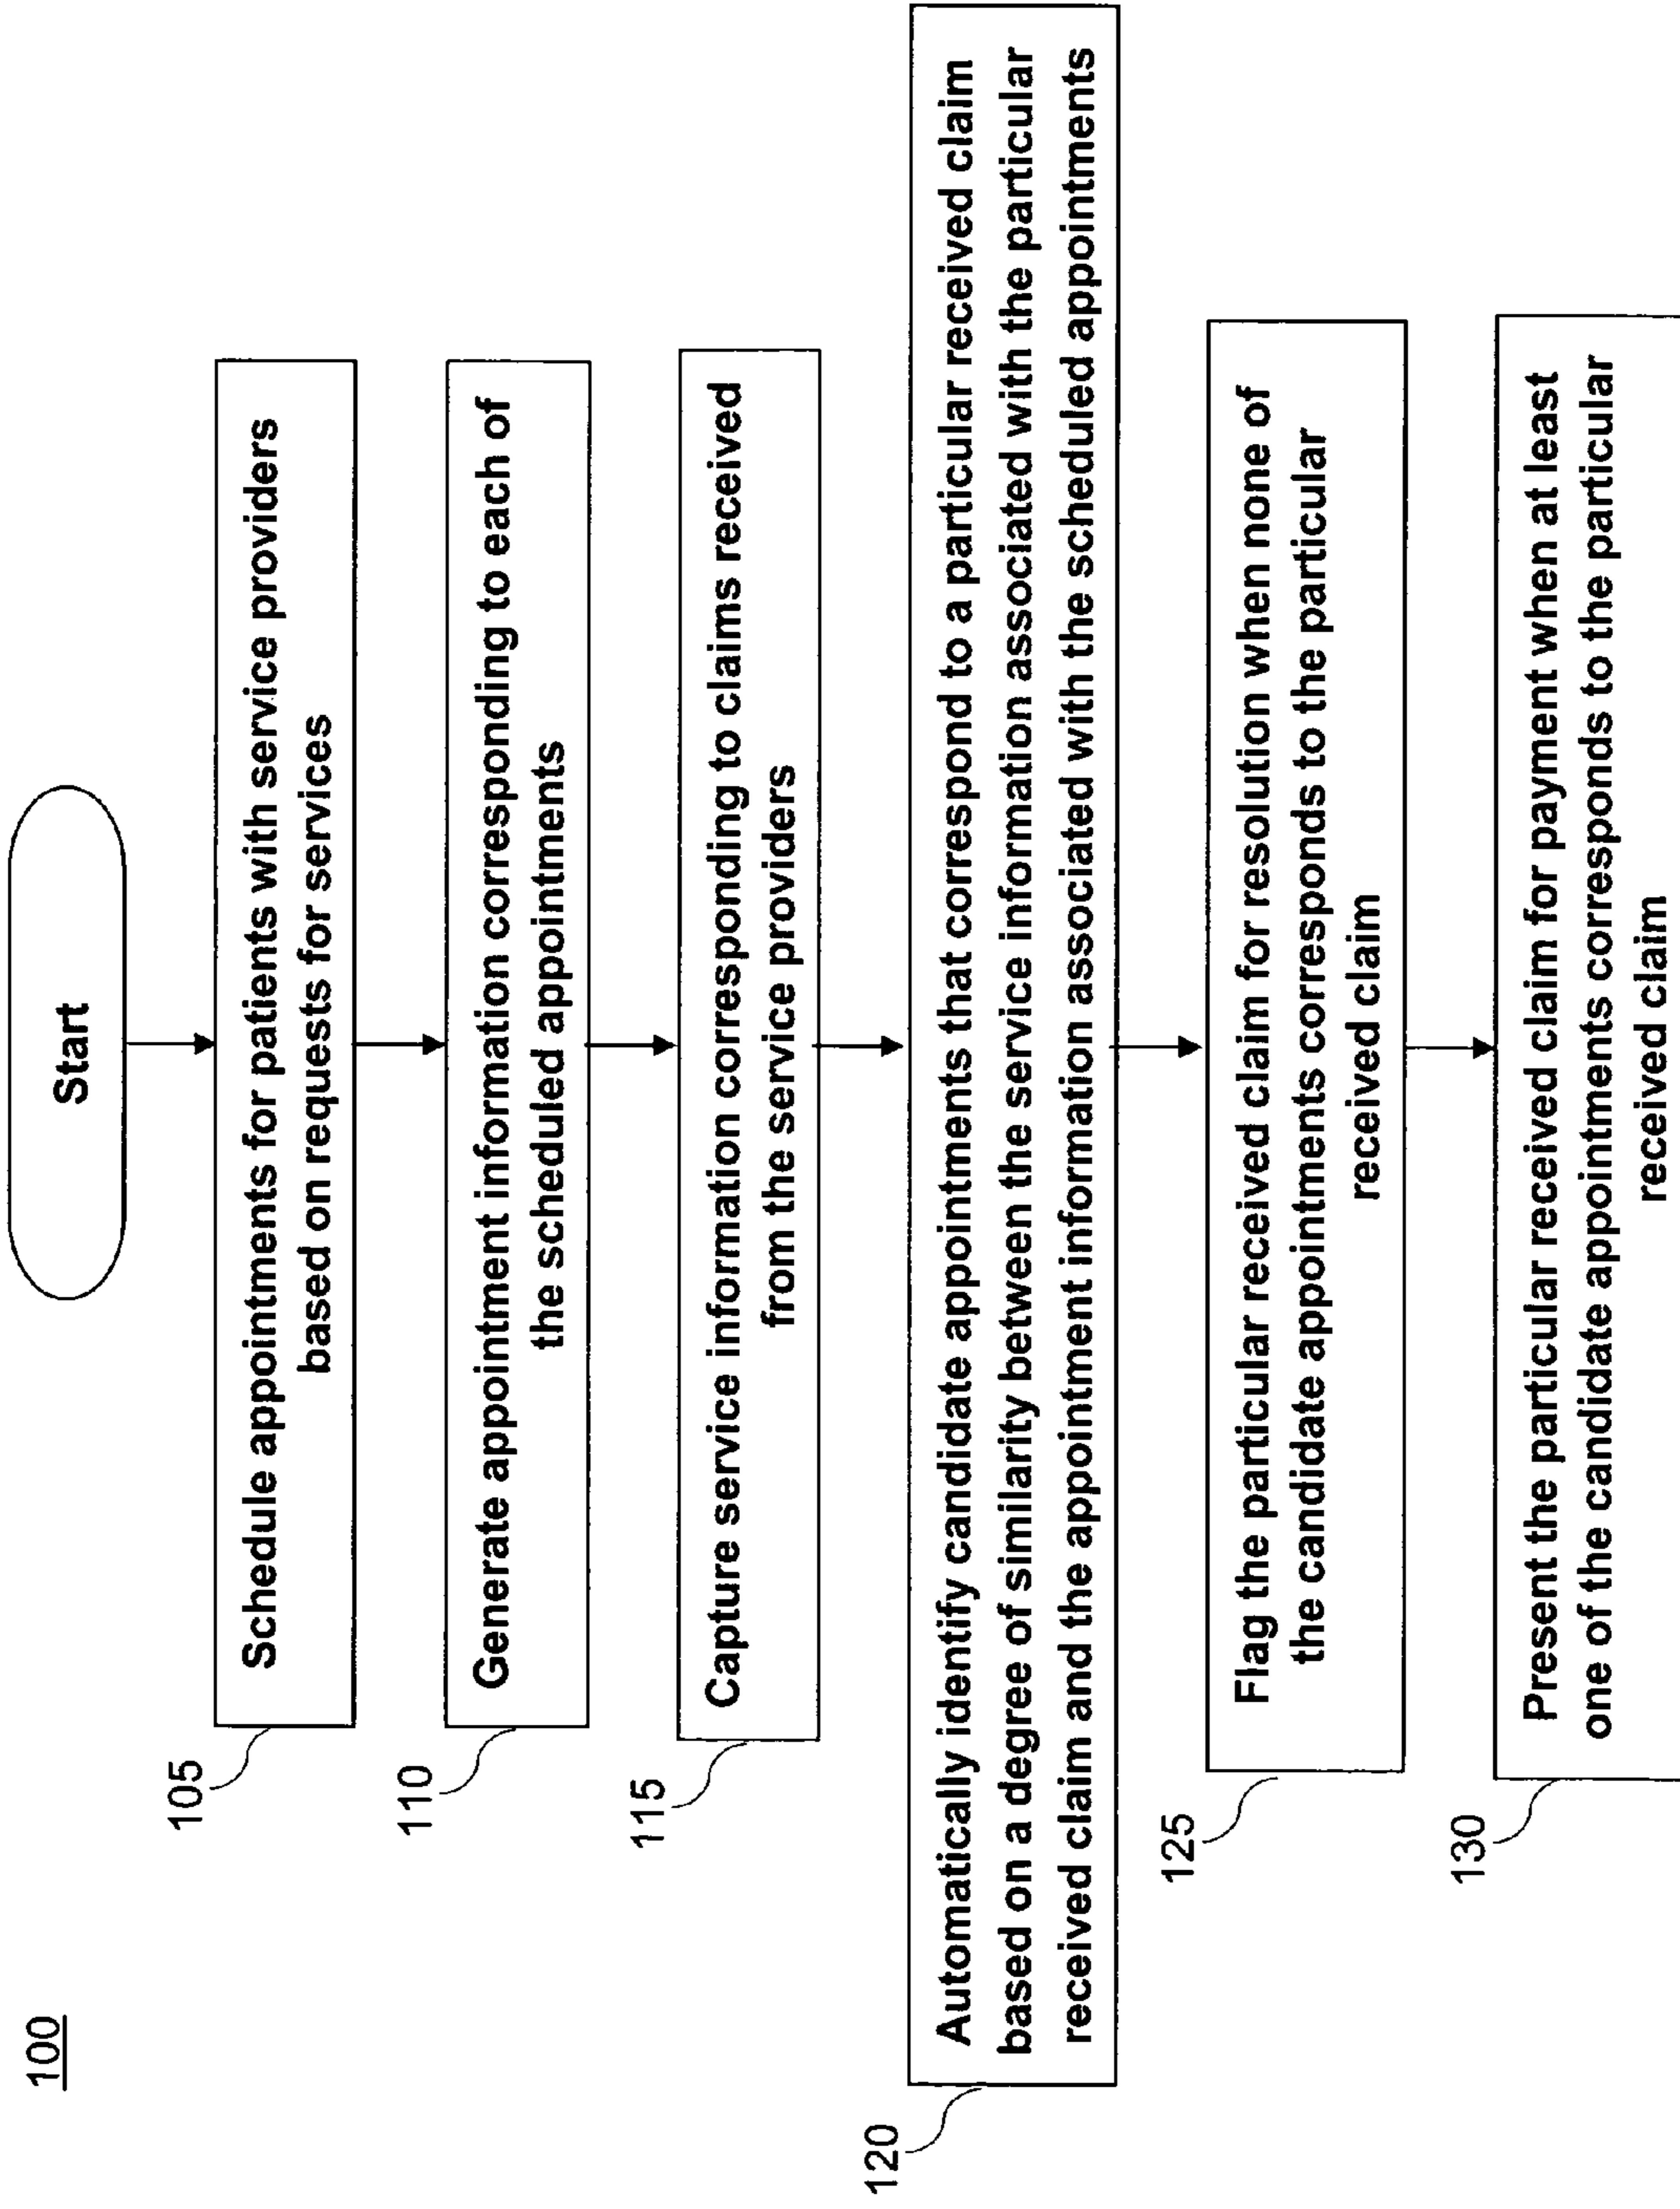 100
Start
105
Schedule appointments for patients with service providers
based on requests for services
110
Generate appointment information corresponding to each of
the scheduled appointments
115
Capture service information corresponding to claims received
from the service providers
120
Automatically identify candidate appointments that correspond to a particular received claim
based on a degree of similarity between the service information associated with the particular
received claim and the appointment information associated with the scheduled appointments
125
Flag the particular received claim for resolution when none of
the candidate appointments corresponds to the particular
received claim
130
Present the particular received claim for payment when at least
one of the candidate appointments corresponds to the particular
received claim